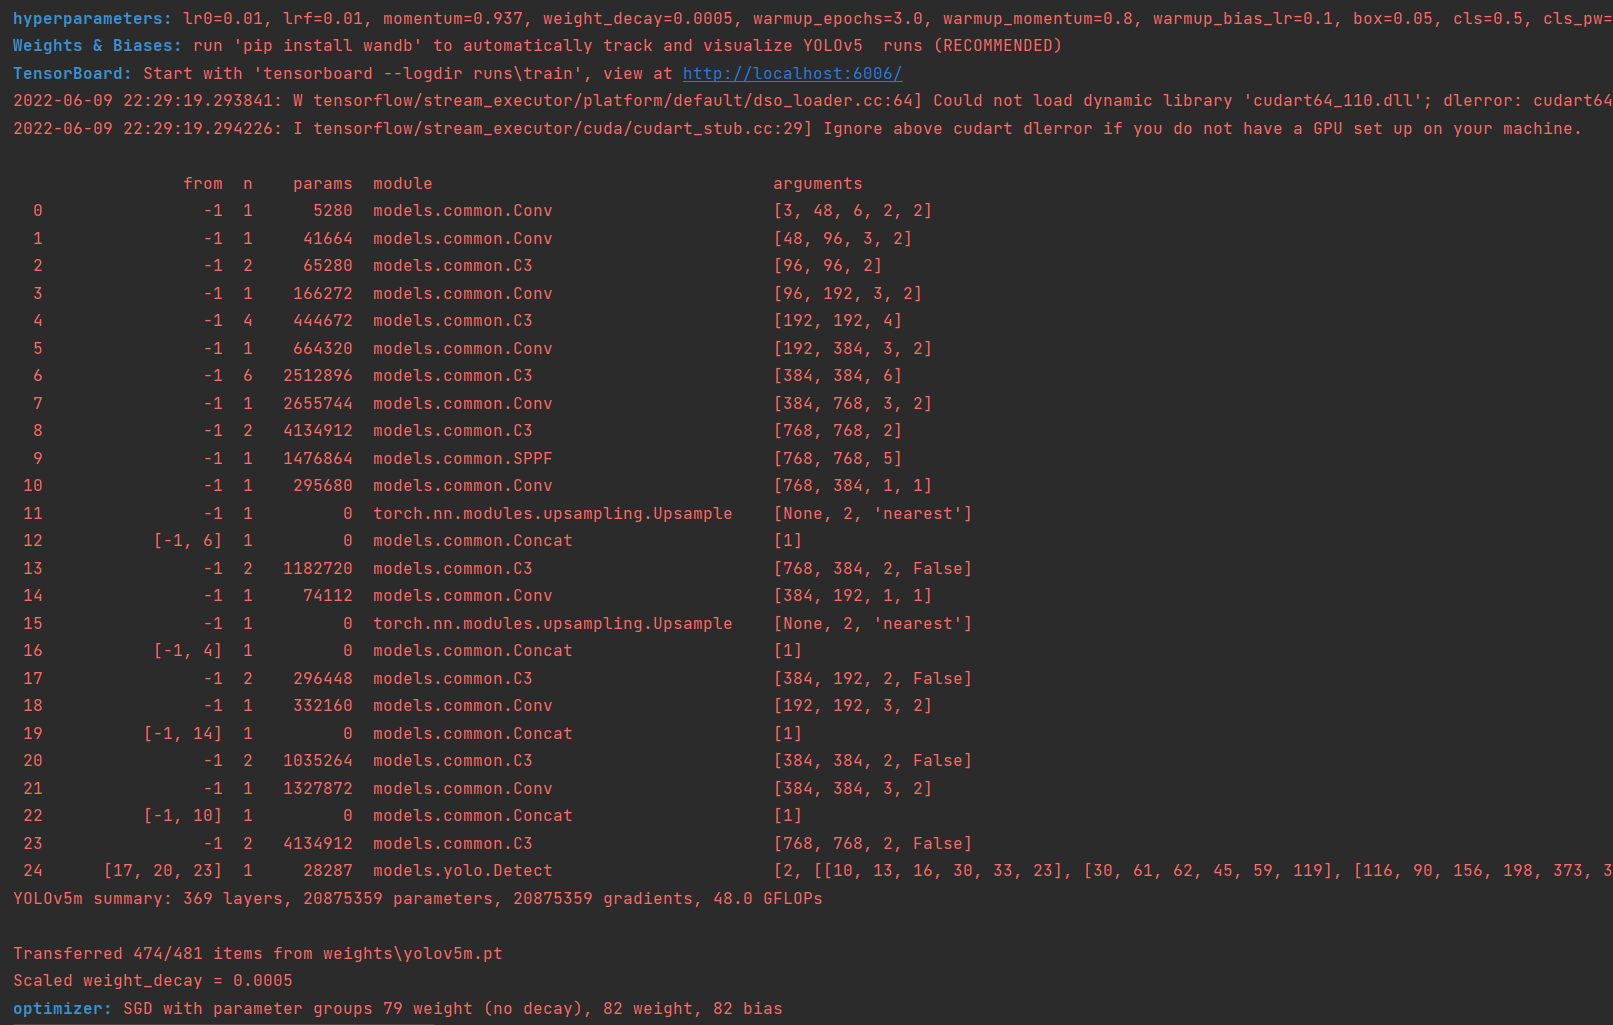 hyperparameters: lr0=0.01, lrf=0.01, momentum=0.937, weight_decay=0.0005, warmup_epochs=3.0, warmup_momentum=0.8, warmup_bias_lr=0.1, box=0.05, cls=0.5, cls_pw=
Weights & Biases: run 'pip install wandb' to automatically track and visualize YOLOv5  runs (RECOMMENDED)
TensorBoard: Start with 'tensorboard --logdir runs\train', view at http://localhost:6006/
2022-06-09 22:29:19.293841: W tensorflow/stream_executor/platform/default/dso_loader.cc:64] Could not load dynamic library 'cudart64_110.dll'; dlerror: cudart64
2022-06-09 22:29:19.294226: I tensorflow/stream_executor/cuda/cudart_stub.cc:29] Ignore above cudart dlerror if you do not have a GPU set up on your machine.
from  n    params  module                                  arguments
0                -1  1      5280  models.common.Conv                      [3, 48, 6, 2, 2]
1                -1  1     41664  models.common.Conv                      [48, 96, 3, 2]
2                -1  2     65280  models.common.C3                        [96, 96, 2]
3                -1  1    166272  models.common.Conv                      [96, 192, 3, 2]
4                -1  4    444672  models.common.C3                        [192, 192, 4]
5                -1  1    664320  models.common.Conv                      [192, 384, 3, 2]
6                -1  6   2512896  models.common.C3                        [384, 384, 6]
7                -1  1   2655744  models.common.Conv                      [384, 768, 3, 2]
8                -1  2   4134912  models.common.C3                        [768, 768, 2]
9                -1  1   1476864  models.common.SPPF                      [768, 768, 5]
10                -1  1    295680  models.common.Conv                      [768, 384, 1, 1]
11                -1  1         0  torch.nn.modules.upsampling.Upsample    [None, 2, 'nearest']
12           [-1, 6]  1         0  models.common.Concat                    [1]
13                -1  2   1182720  models.common.C3                        [768, 384, 2, False]
14                -1  1     74112  models.common.Conv                      [384, 192, 1, 1]
15                -1  1         0  torch.nn.modules.upsampling.Upsample    [None, 2, 'nearest']
16           [-1, 4]  1         0  models.common.Concat                    [1]
17                -1  2    296448  models.common.C3                        [384, 192, 2, False]
18                -1  1    332160  models.common.Conv                      [192, 192, 3, 2]
19          [-1, 14]  1         0  models.common.Concat                    [1]
20                -1  2   1035264  models.common.C3                        [384, 384, 2, False]
21                -1  1   1327872  models.common.Conv                      [384, 384, 3, 2]
22          [-1, 10]  1         0  models.common.Concat                    [1]
23                -1  2   4134912  models.common.C3                        [768, 768, 2, False]
24      [17, 20, 23]  1     28287  models.yolo.Detect                      [2, [[10, 13, 16, 30, 33, 23], [30, 61, 62, 45, 59, 119], [116, 90, 156, 198, 373, 3
YOLOv5m summary: 369 layers, 20875359 parameters, 20875359 gradients, 48.0 GFLOPs
Transferred 474/481 items from weights\yolov5m.pt
Scaled weight_decay = 0.0005
optimizer: SGD with parameter groups 79 weight (no decay), 82 weight, 82 bias